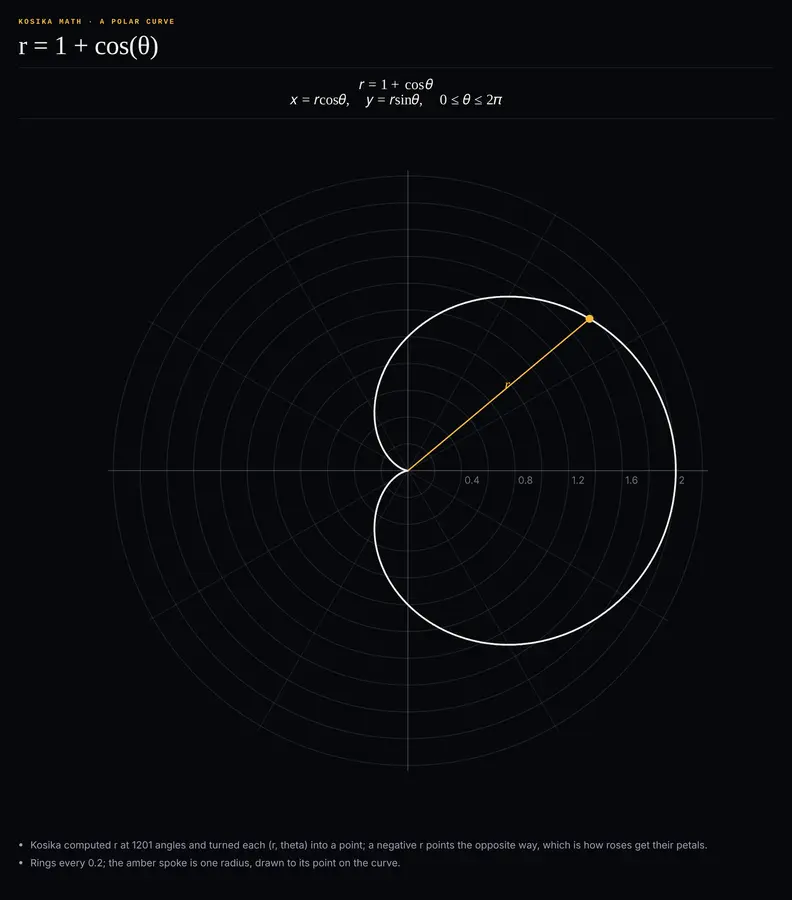 KOSIKA MATH · A POLAR CURVE
r = 1 + cos(θ)
r = 1 + cosθ
x = rcosθ, y = rsinθ, 0 ≤ θ ≤ 2π
r
0.4 0.8 1.2 1.6 2
• Kosika computed r at 1201 angles and turned each (r, theta) into a point; a negative r points the opposite way, which is how roses get their petals.
• Rings every 0.2; the amber spoke is one radius, drawn to its point on the curve.